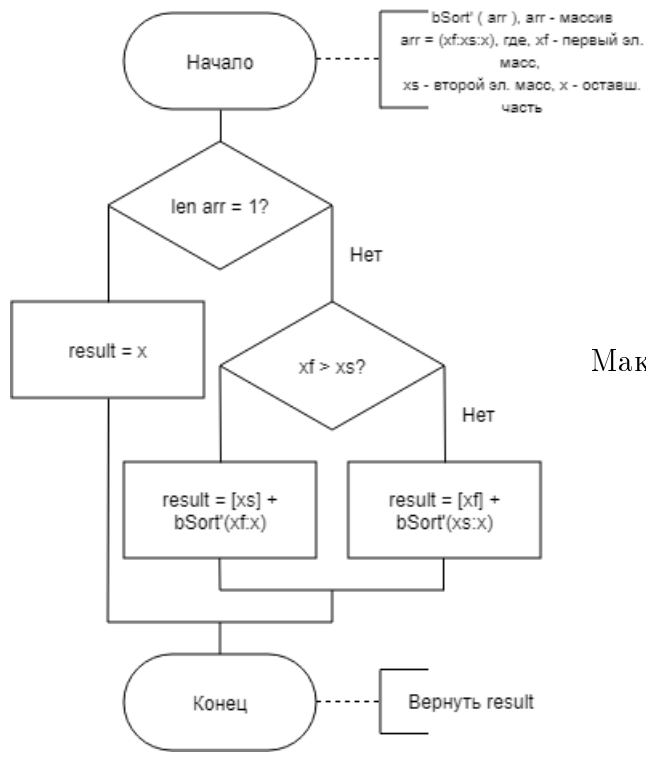 bSort' ( arr ), arr - массив
arr = (xf:xs:x), где, xf - первый эл.
масс,
xs - второй эл. масс, x - оставш.
часть
Начало
len arr = 1?
Нет
result = x
xf > xs?
Мак
Нет
result = [xs] +
bSort'(xf:x)
result = [xf] +
bSort'(xs:x)
Конец
Вернуть result